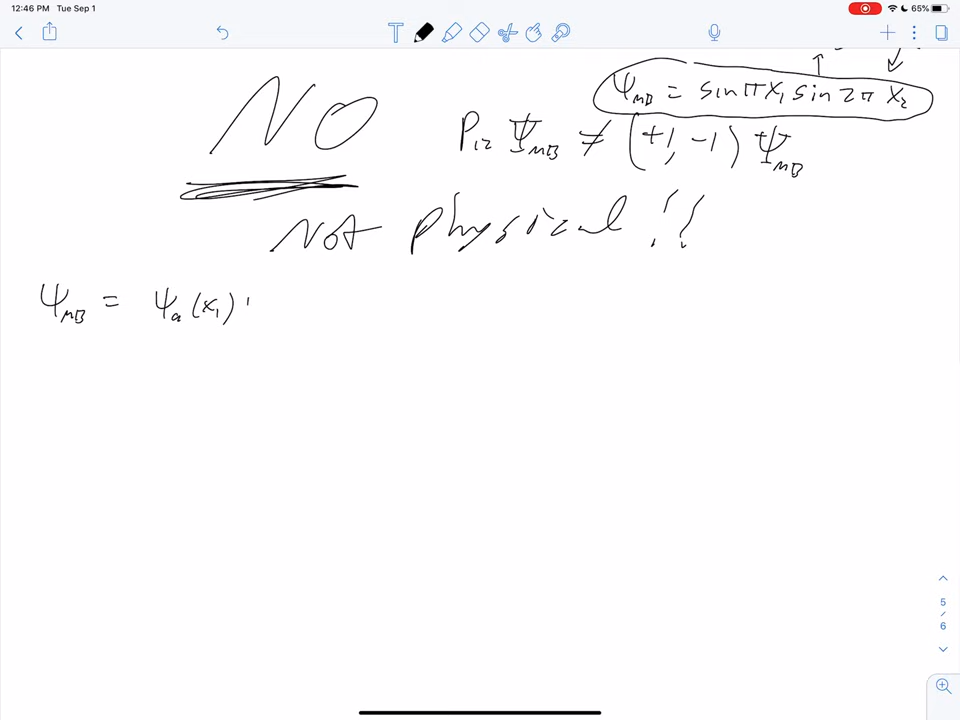 12:46 PM Tue Sep 1
65%
T
Ψ_MB = sin π x₁ sin 2π x₂
NO
P₁₂ Ψ_MB ≠ (+1, -1) Ψ_MB
Not physical !!
Ψ_MB = Ψ_a (x₁)
5
/
6